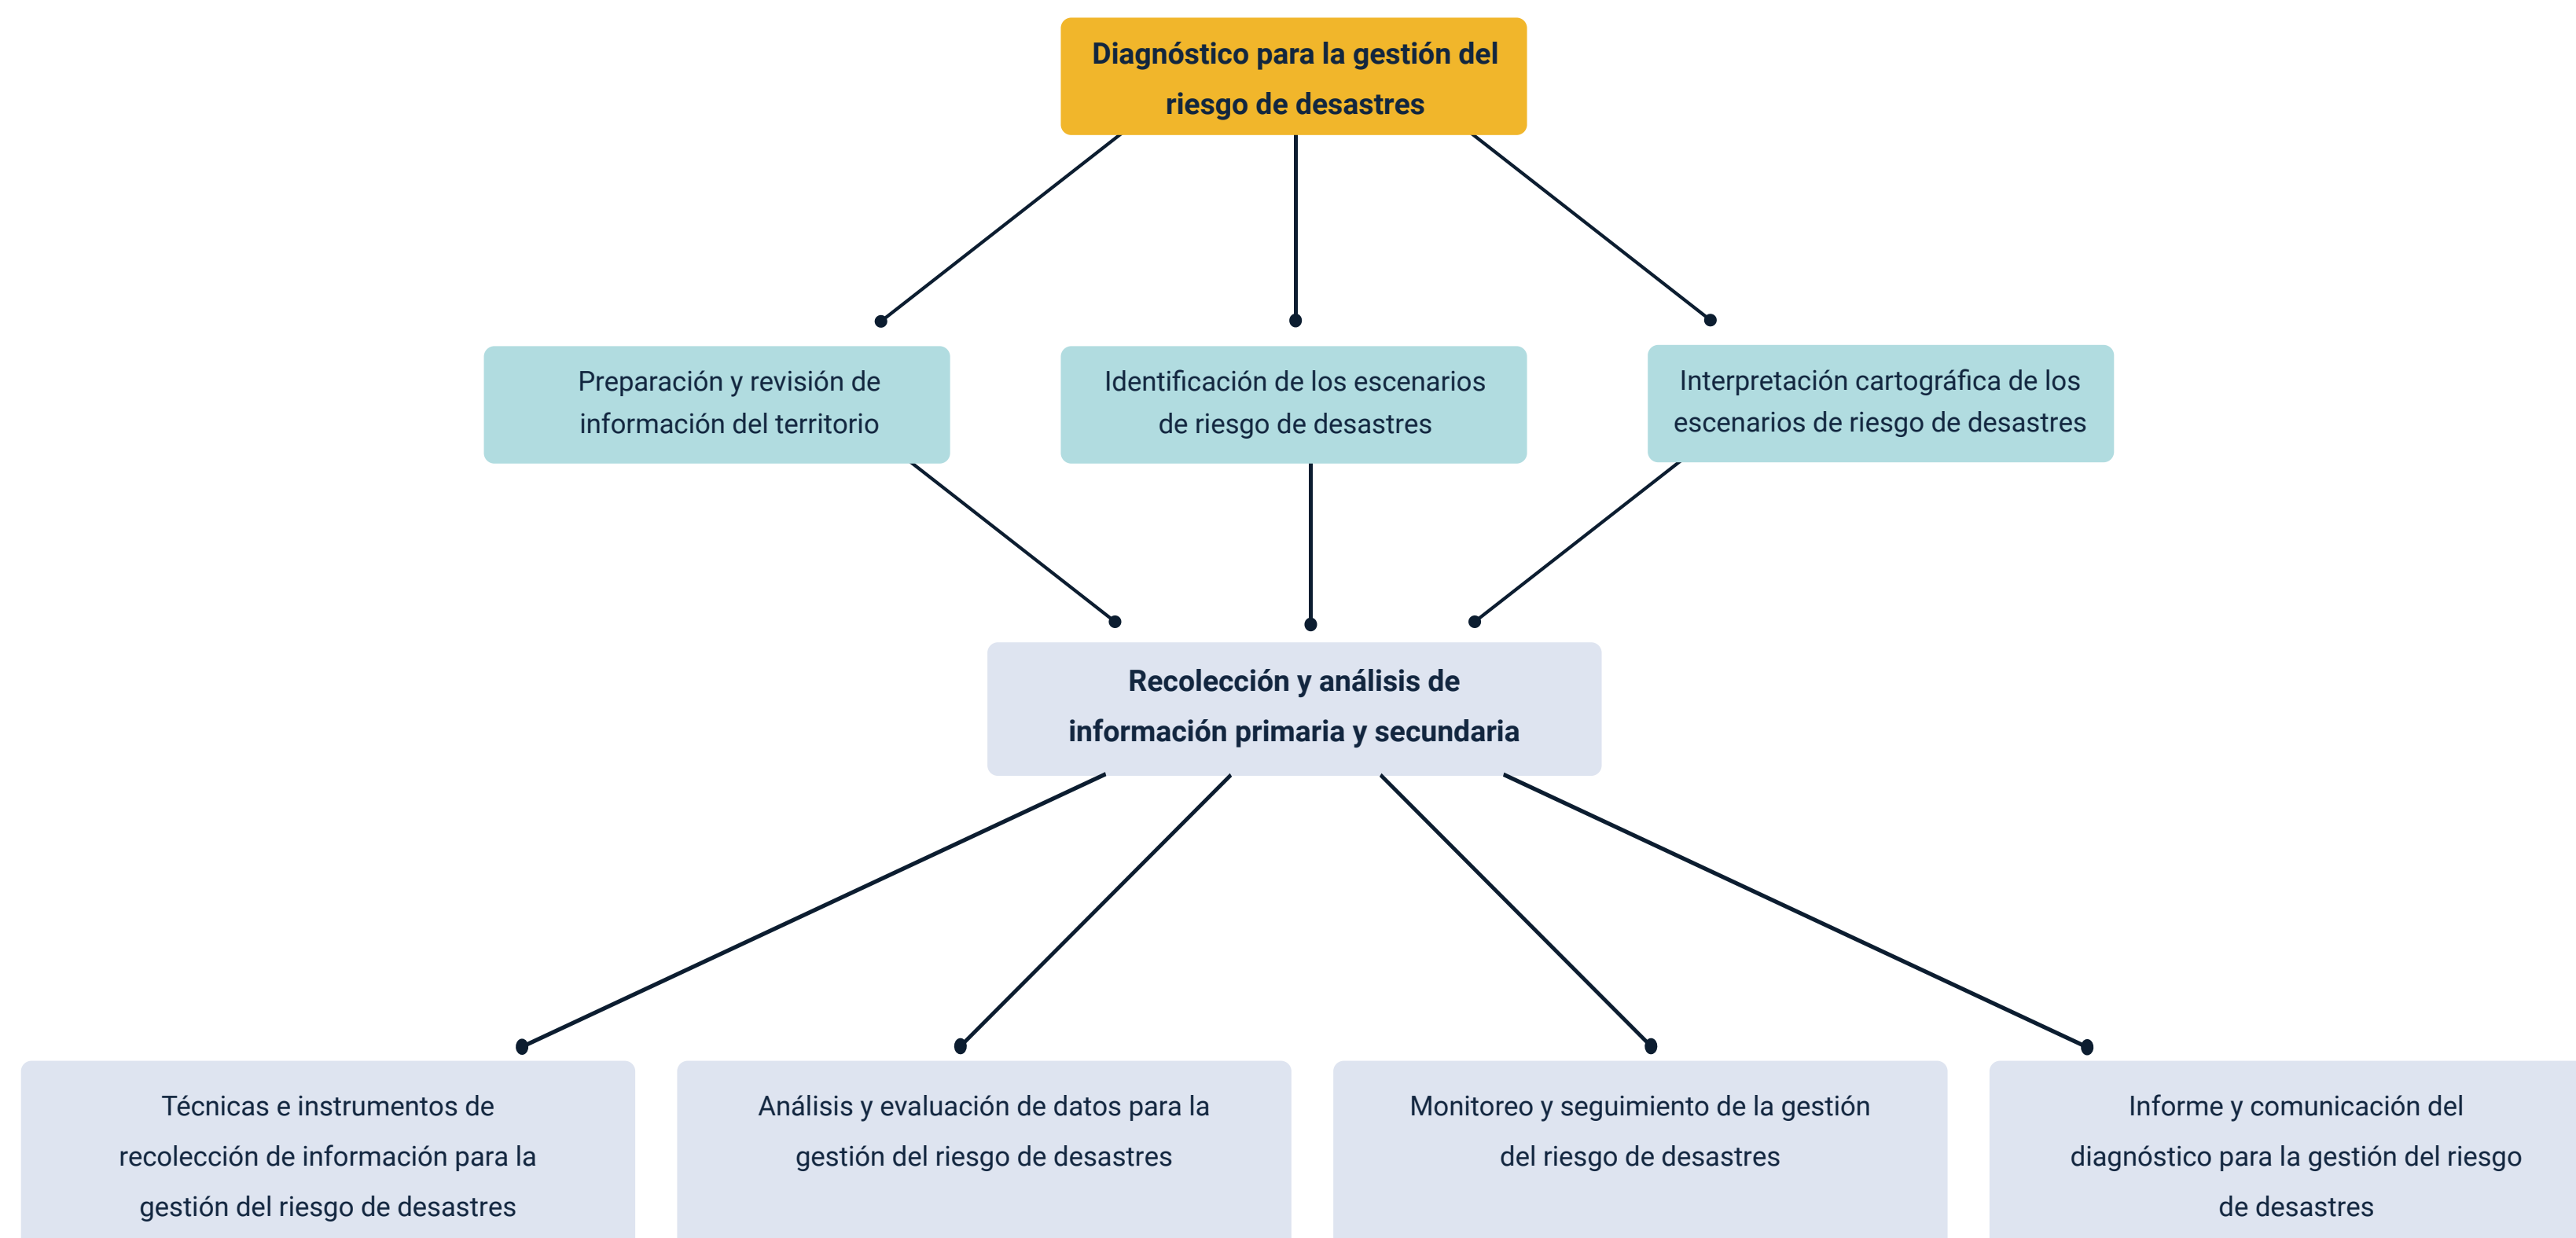 Diagnóstico para la gestión del
riesgo de desastres
Preparación y revisión de
información del territorio
Identificación de los escenarios
de riesgo de desastres
Interpretación cartográfica de los
escenarios de riesgo de desastres
Recolección y análisis de
información primaria y secundaria
Técnicas e instrumentos de
recolección de información para la
gestión del riesgo de desastres
Análisis y evaluación de datos para la
gestión del riesgo de desastres
Monitoreo y seguimiento de la gestión
del riesgo de desastres
Informe y comunicación del
diagnóstico para la gestión del riesgo
de desastres